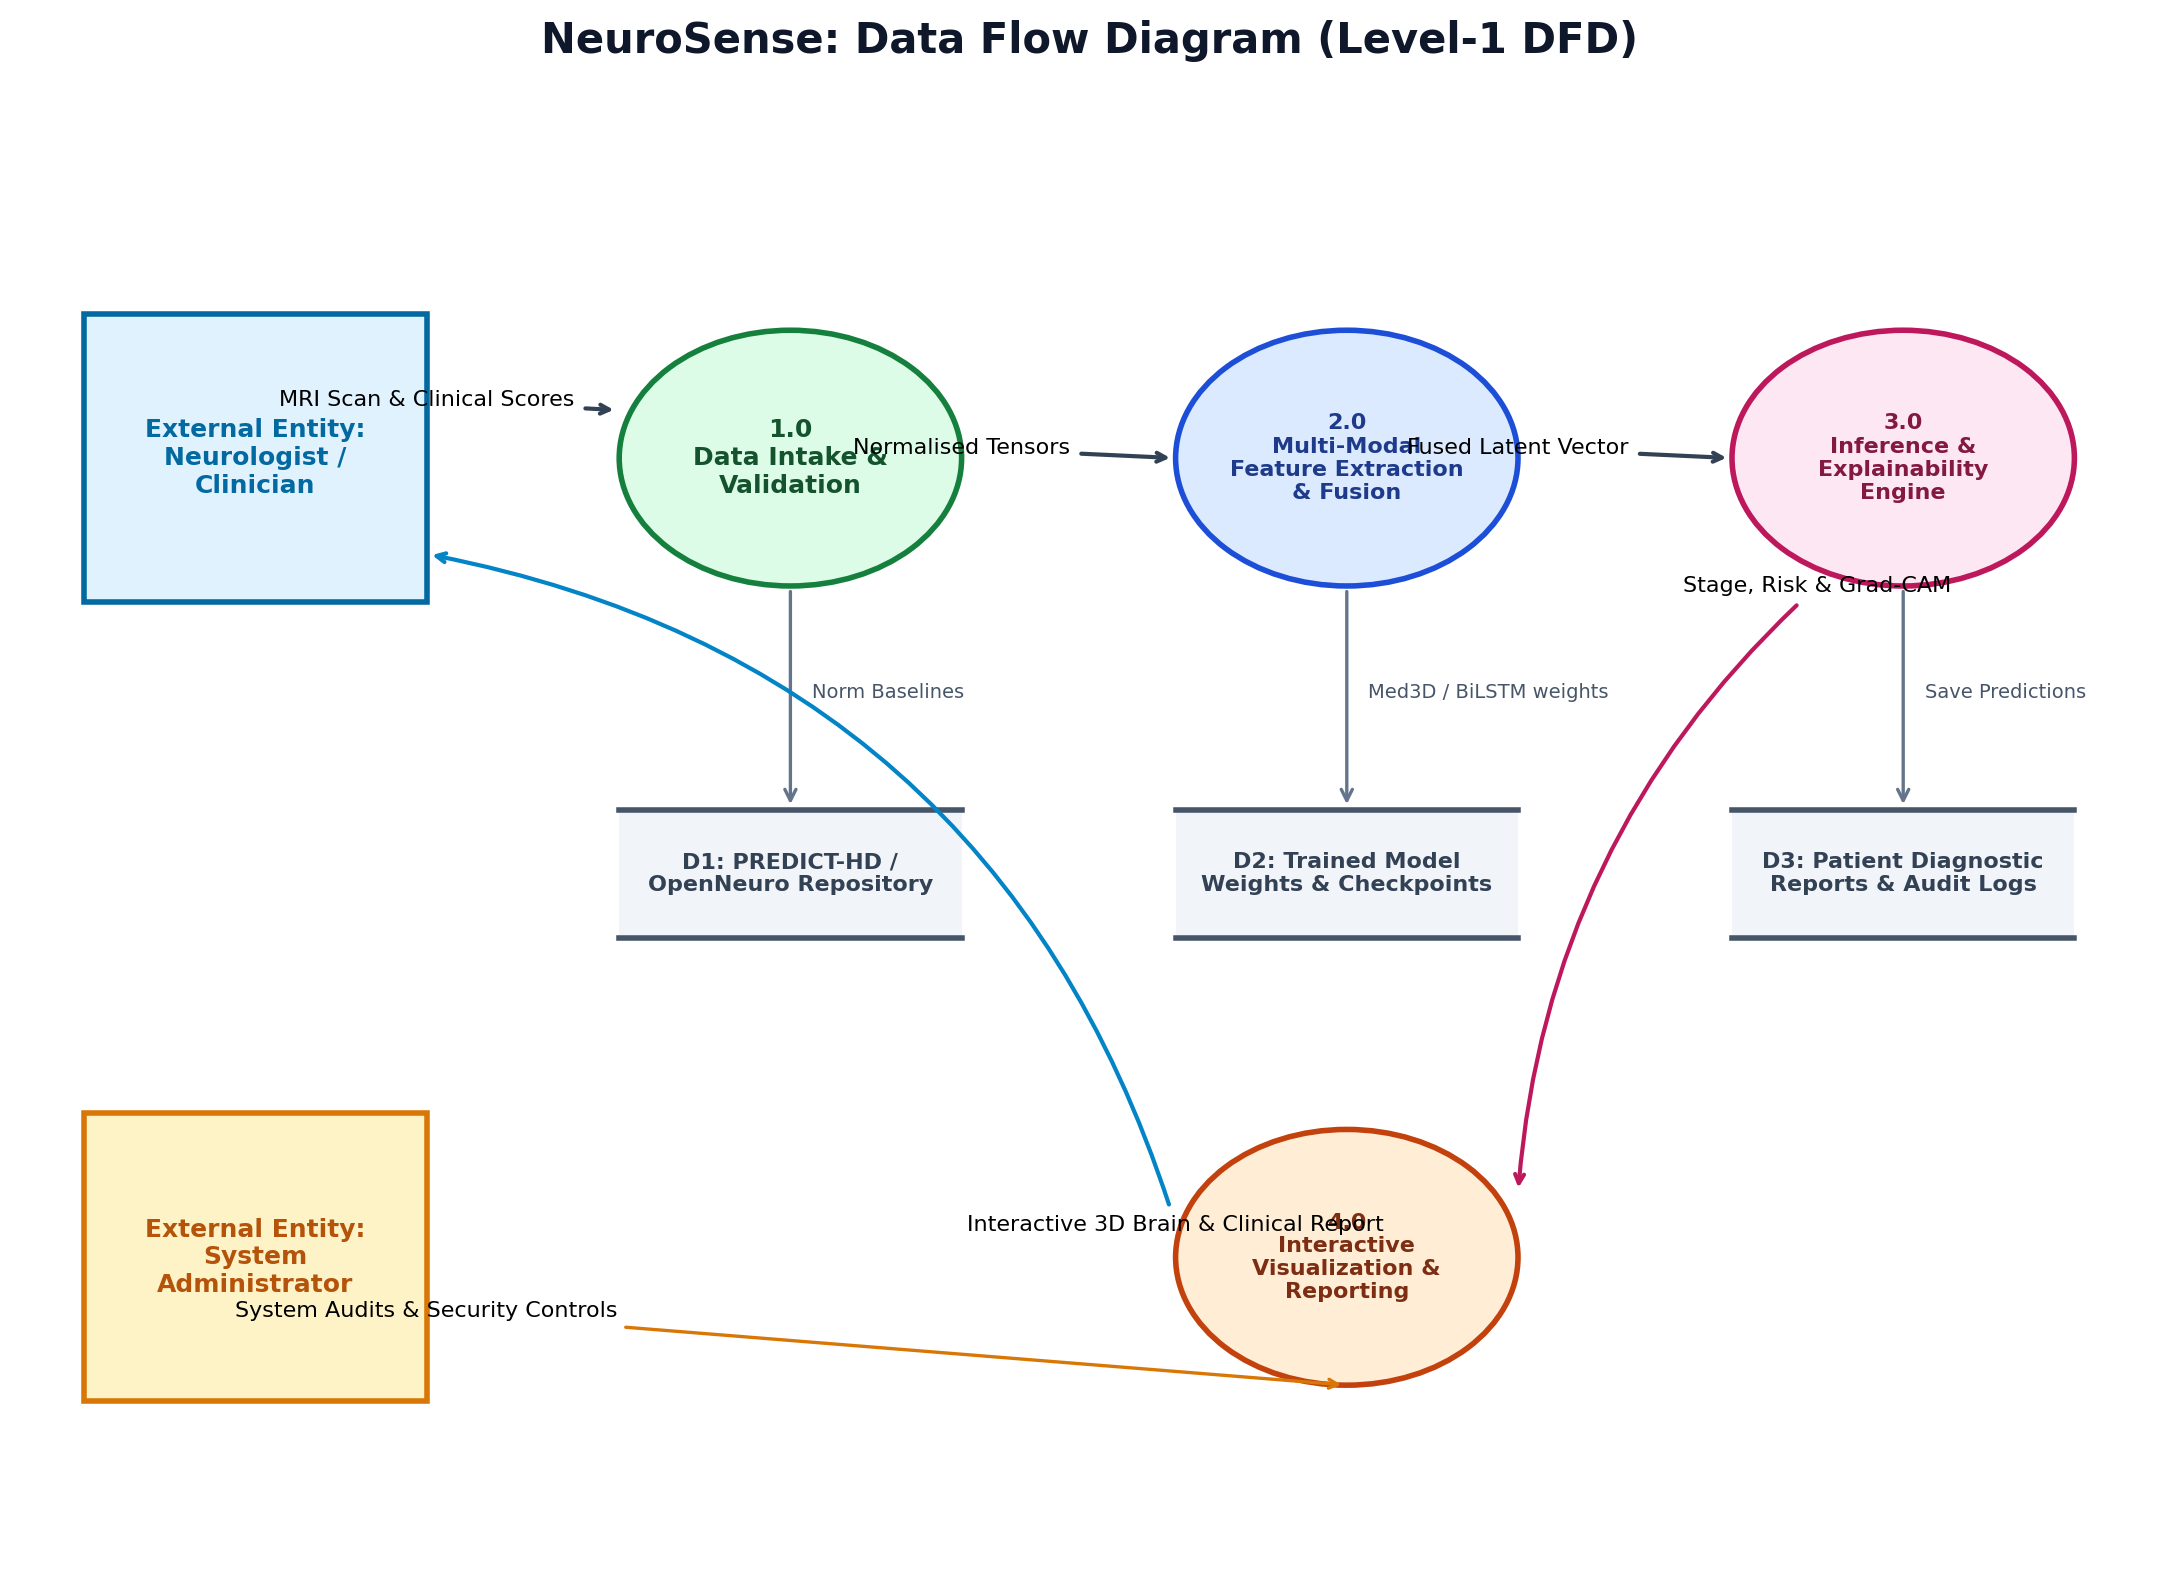 NeuroSense: Data Flow Diagram (Level-1 DFD)
External Entity:
Neurologist /
Clinician
MRI Scan & Clinical Scores
1.0
Data Intake &
Validation
Normalised Tensors
2.0
Multi-Modal
Feature Extraction
& Fusion
Fused Latent Vector
3.0
Inference &
Explainability
Engine
Stage, Risk & Grad-CAM
Norm Baselines
Med3D / BiLSTM weights
Save Predictions
D1: PREDICT-HD /
OpenNeuro Repository
D2: Trained Model
Weights & Checkpoints
D3: Patient Diagnostic
Reports & Audit Logs
External Entity:
System
Administrator
System Audits & Security Controls
Interactive 3D Brain & Clinical Report
4.0
Interactive
Visualization &
Reporting